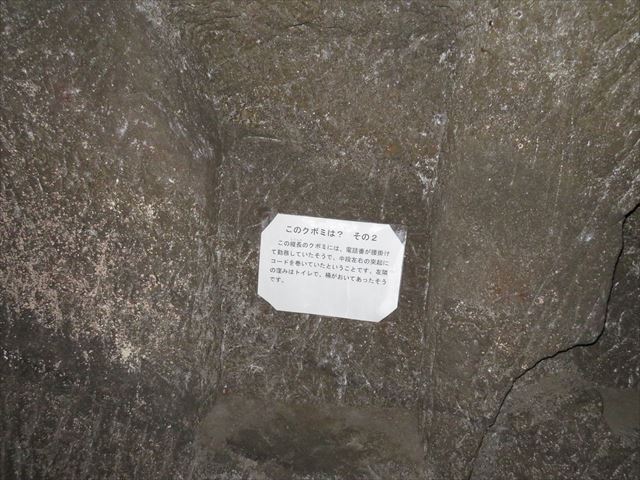 このクボミは？　その２
この縦長のクボミには、電話番が腰掛け
て勤務していたそうで、中段左右の突起に
コードを巻いていたということです。左隣
の窪みはトイレで、桶がおいてあったそう
です。